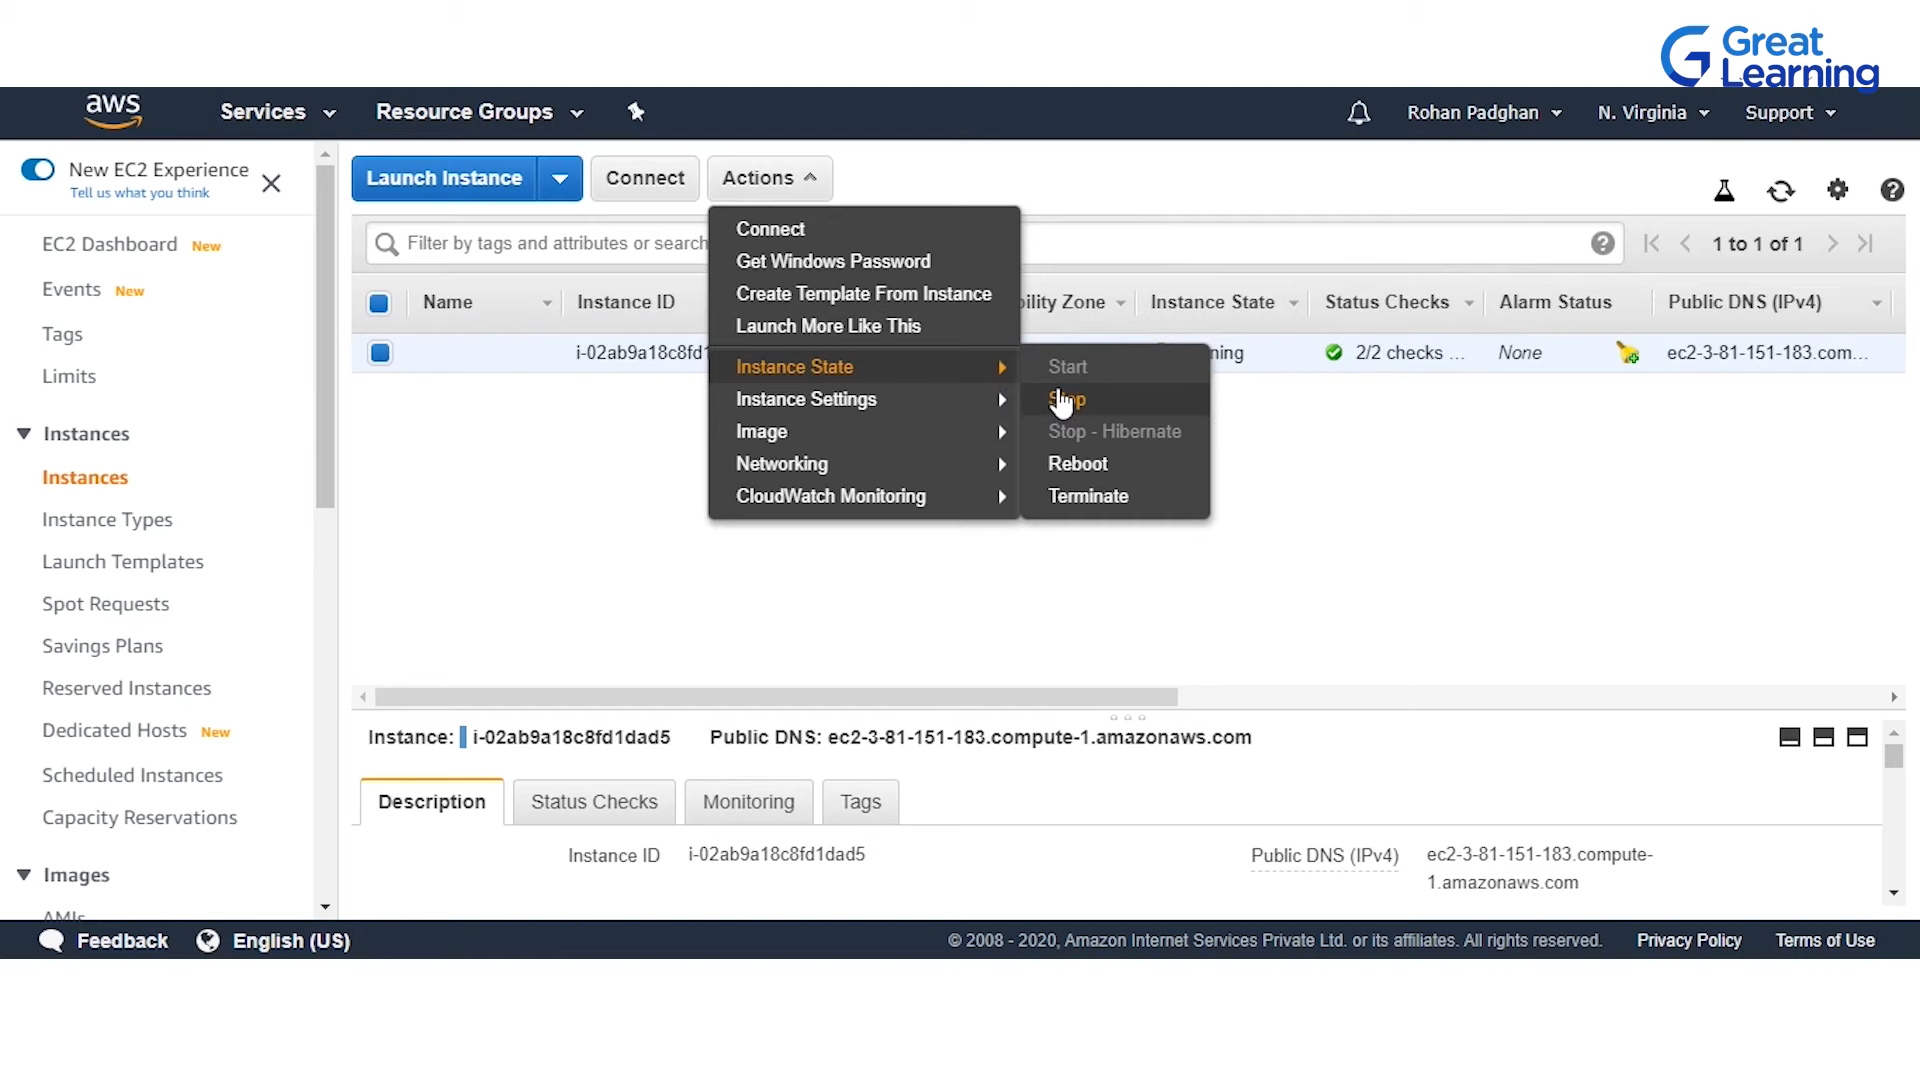 Great
Learning
aws
Services
Resource Groups
Rohan Padghan
N. Virginia
Support
New EC2 Experience
Tell us what you think
EC2 Dashboard New
Events New
Tags
Limits
Instances
Instances
Instance Types
Launch Templates
Spot Requests
Savings Plans
Reserved Instances
Dedicated Hosts New
Scheduled Instances
Capacity Reservations
Images
AMIs
Launch Instance
Connect
Actions
Filter by tags and attributes or search
1 to 1 of 1
Name
Instance ID
Instance State
Status Checks
Alarm Status
Public DNS (IPv4)
Zone
i-02ab9a18c8fd1
2/2 checks ...
None
ec2-3-81-151-183.com...
Connect
Get Windows Password
Create Template From Instance
Launch More Like This
Instance State
Instance Settings
Image
Networking
CloudWatch Monitoring
Start
Stop
Stop - Hibernate
Reboot
Terminate
Instance: i-02ab9a18c8fd1dad5 Public DNS: ec2-3-81-151-183.compute-1.amazonaws.com
Description
Status Checks
Monitoring
Tags
Instance ID
i-02ab9a18c8fd1dad5
Public DNS (IPv4)
ec2-3-81-151-183.compute-
1.amazonaws.com
Feedback
English (US)
© 2008 - 2020, Amazon Internet Services Private Ltd. or its affiliates. All rights reserved.
Privacy Policy
Terms of Use